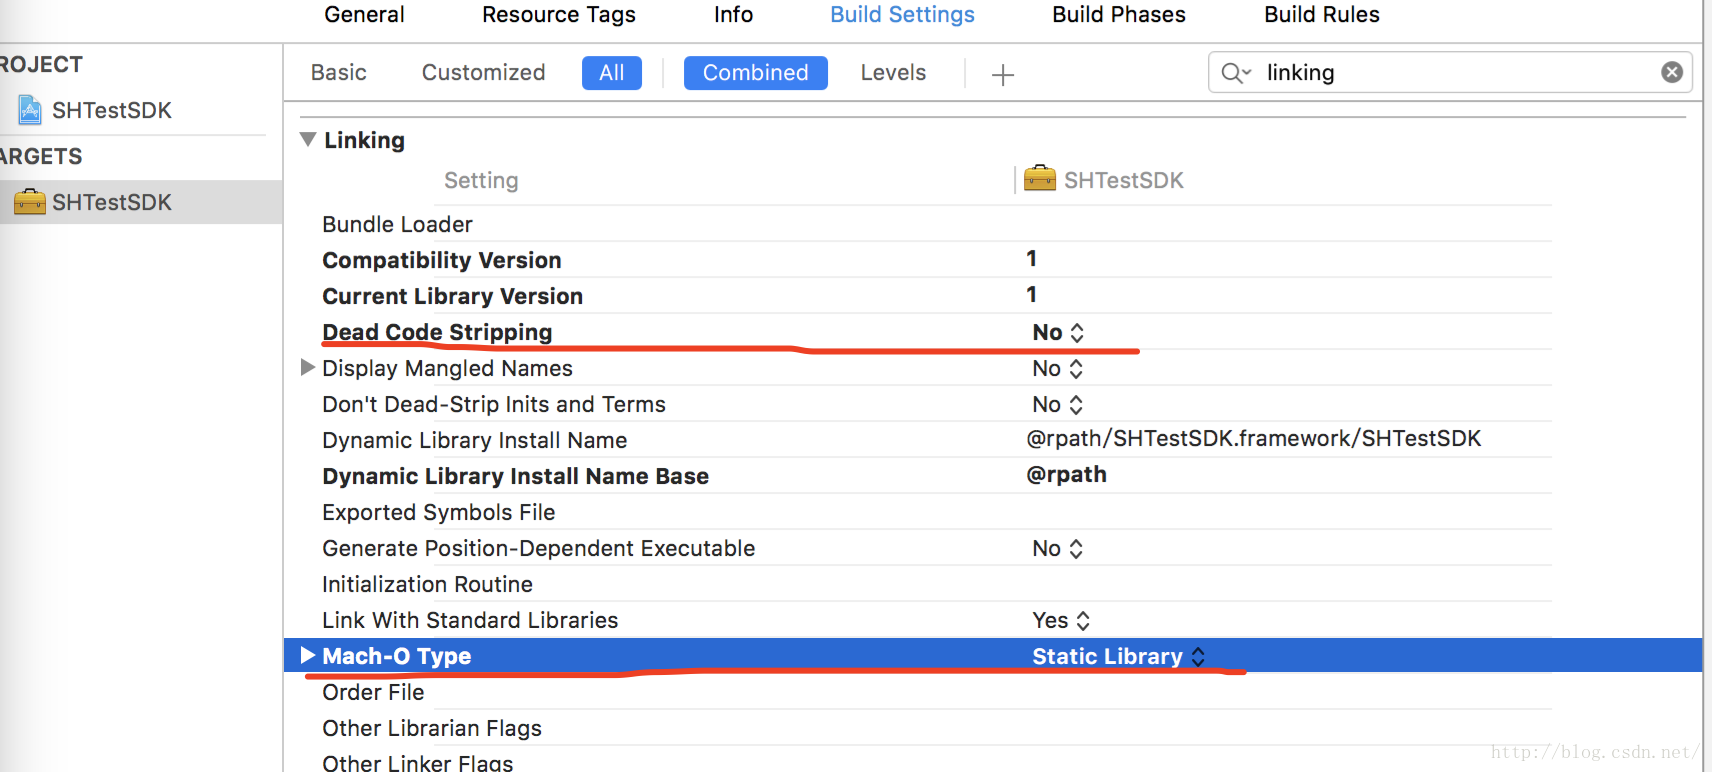 General Resource Tags Info Build Settings Build Phases Build Rules
ROJECT
SHTestSDK
ARGETS
SHTestSDK
Basic Customized All Combined Levels + linking
Linking
Setting SHTestSDK
Bundle Loader
Compatibility Version 1
Current Library Version 1
Dead Code Stripping No
Display Mangled Names No
Don't Dead-Strip Inits and Terms No
Dynamic Library Install Name @rpath/SHTestSDK.framework/SHTestSDK
Dynamic Library Install Name Base @rpath
Exported Symbols File
Generate Position-Dependent Executable No
Initialization Routine
Link With Standard Libraries Yes
Mach-O Type Static Library
Order File
Other Librarian Flags
Other Linker Flags
http://blog.csdn.net/